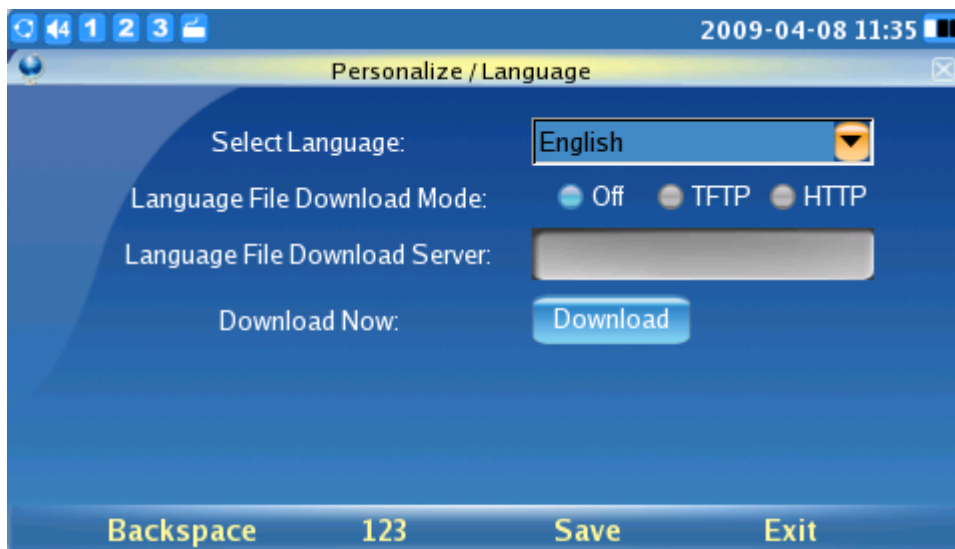 4 1 2 3 2009-04-08 11:35
Personalize / Language
Select Language: English
Language File Download Mode: Off TFTP HTTP
Language File Download Server:
Download Now: Download
Backspace 123 Save Exit